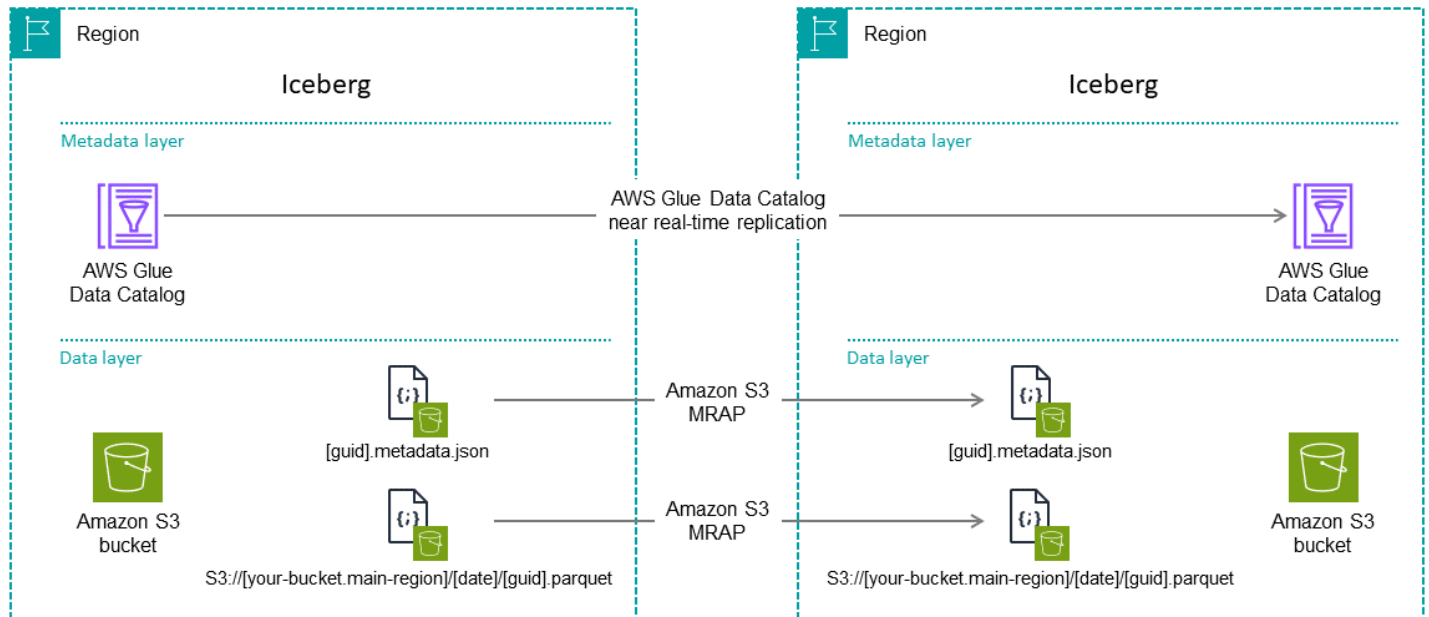 Region
Iceberg
Metadata layer
AWS Glue
Data Catalog
Data layer
[guid].metadata.json
Amazon S3
bucket
S3://[your-bucket.main-region]/[date]/[guid].parquet
AWS Glue Data Catalog
near real-time replication
Amazon S3
MRAP
Amazon S3
MRAP
Region
Iceberg
Metadata layer
AWS Glue
Data Catalog
Data layer
[guid].metadata.json
Amazon S3
bucket
S3://[your-bucket.main-region]/[date]/[guid].parquet